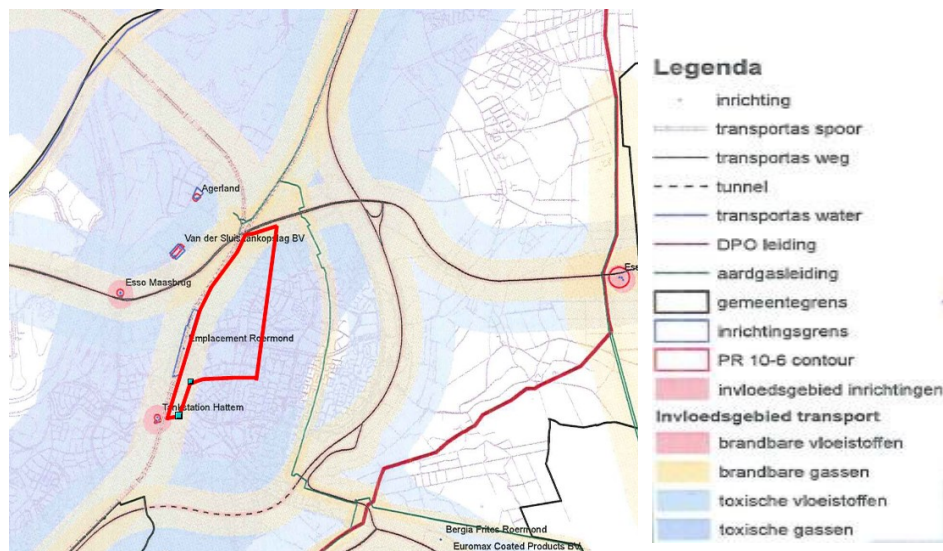 Agerland
Van der Sluis tankopslag BV
Esso Maasbrug
Emplacement Roermond
Tankstation Hattem
Bergia Frites Roermond
Euromax Coated Products BV
Legenda
inrichting
transportas spoor
transportas weg
tunnel
transportas water
DPO leiding
aardgasleiding
gemeentegrens
inrichtingsgrens
PR 10-6 contour
invloedsgebied inrichtingen
Invloedsgebied transport
brandbare vloeistoffen
brandbare gassen
toxische vloeistoffen
toxische gassen